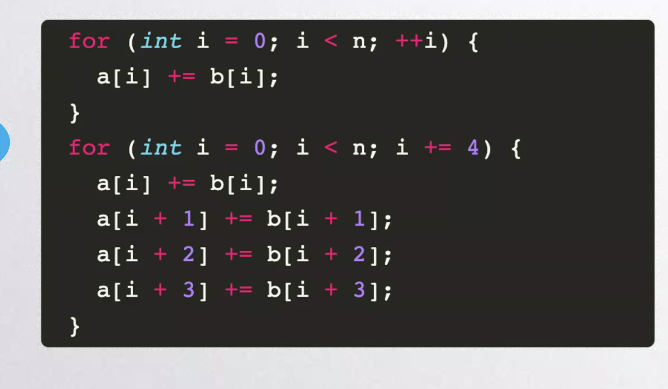 for (int i = 0; i < n; ++i) {
  a[i] += b[i];
}
for (int i = 0; i < n; i += 4) {
  a[i] += b[i];
  a[i + 1] += b[i + 1];
  a[i + 2] += b[i + 2];
  a[i + 3] += b[i + 3];
}